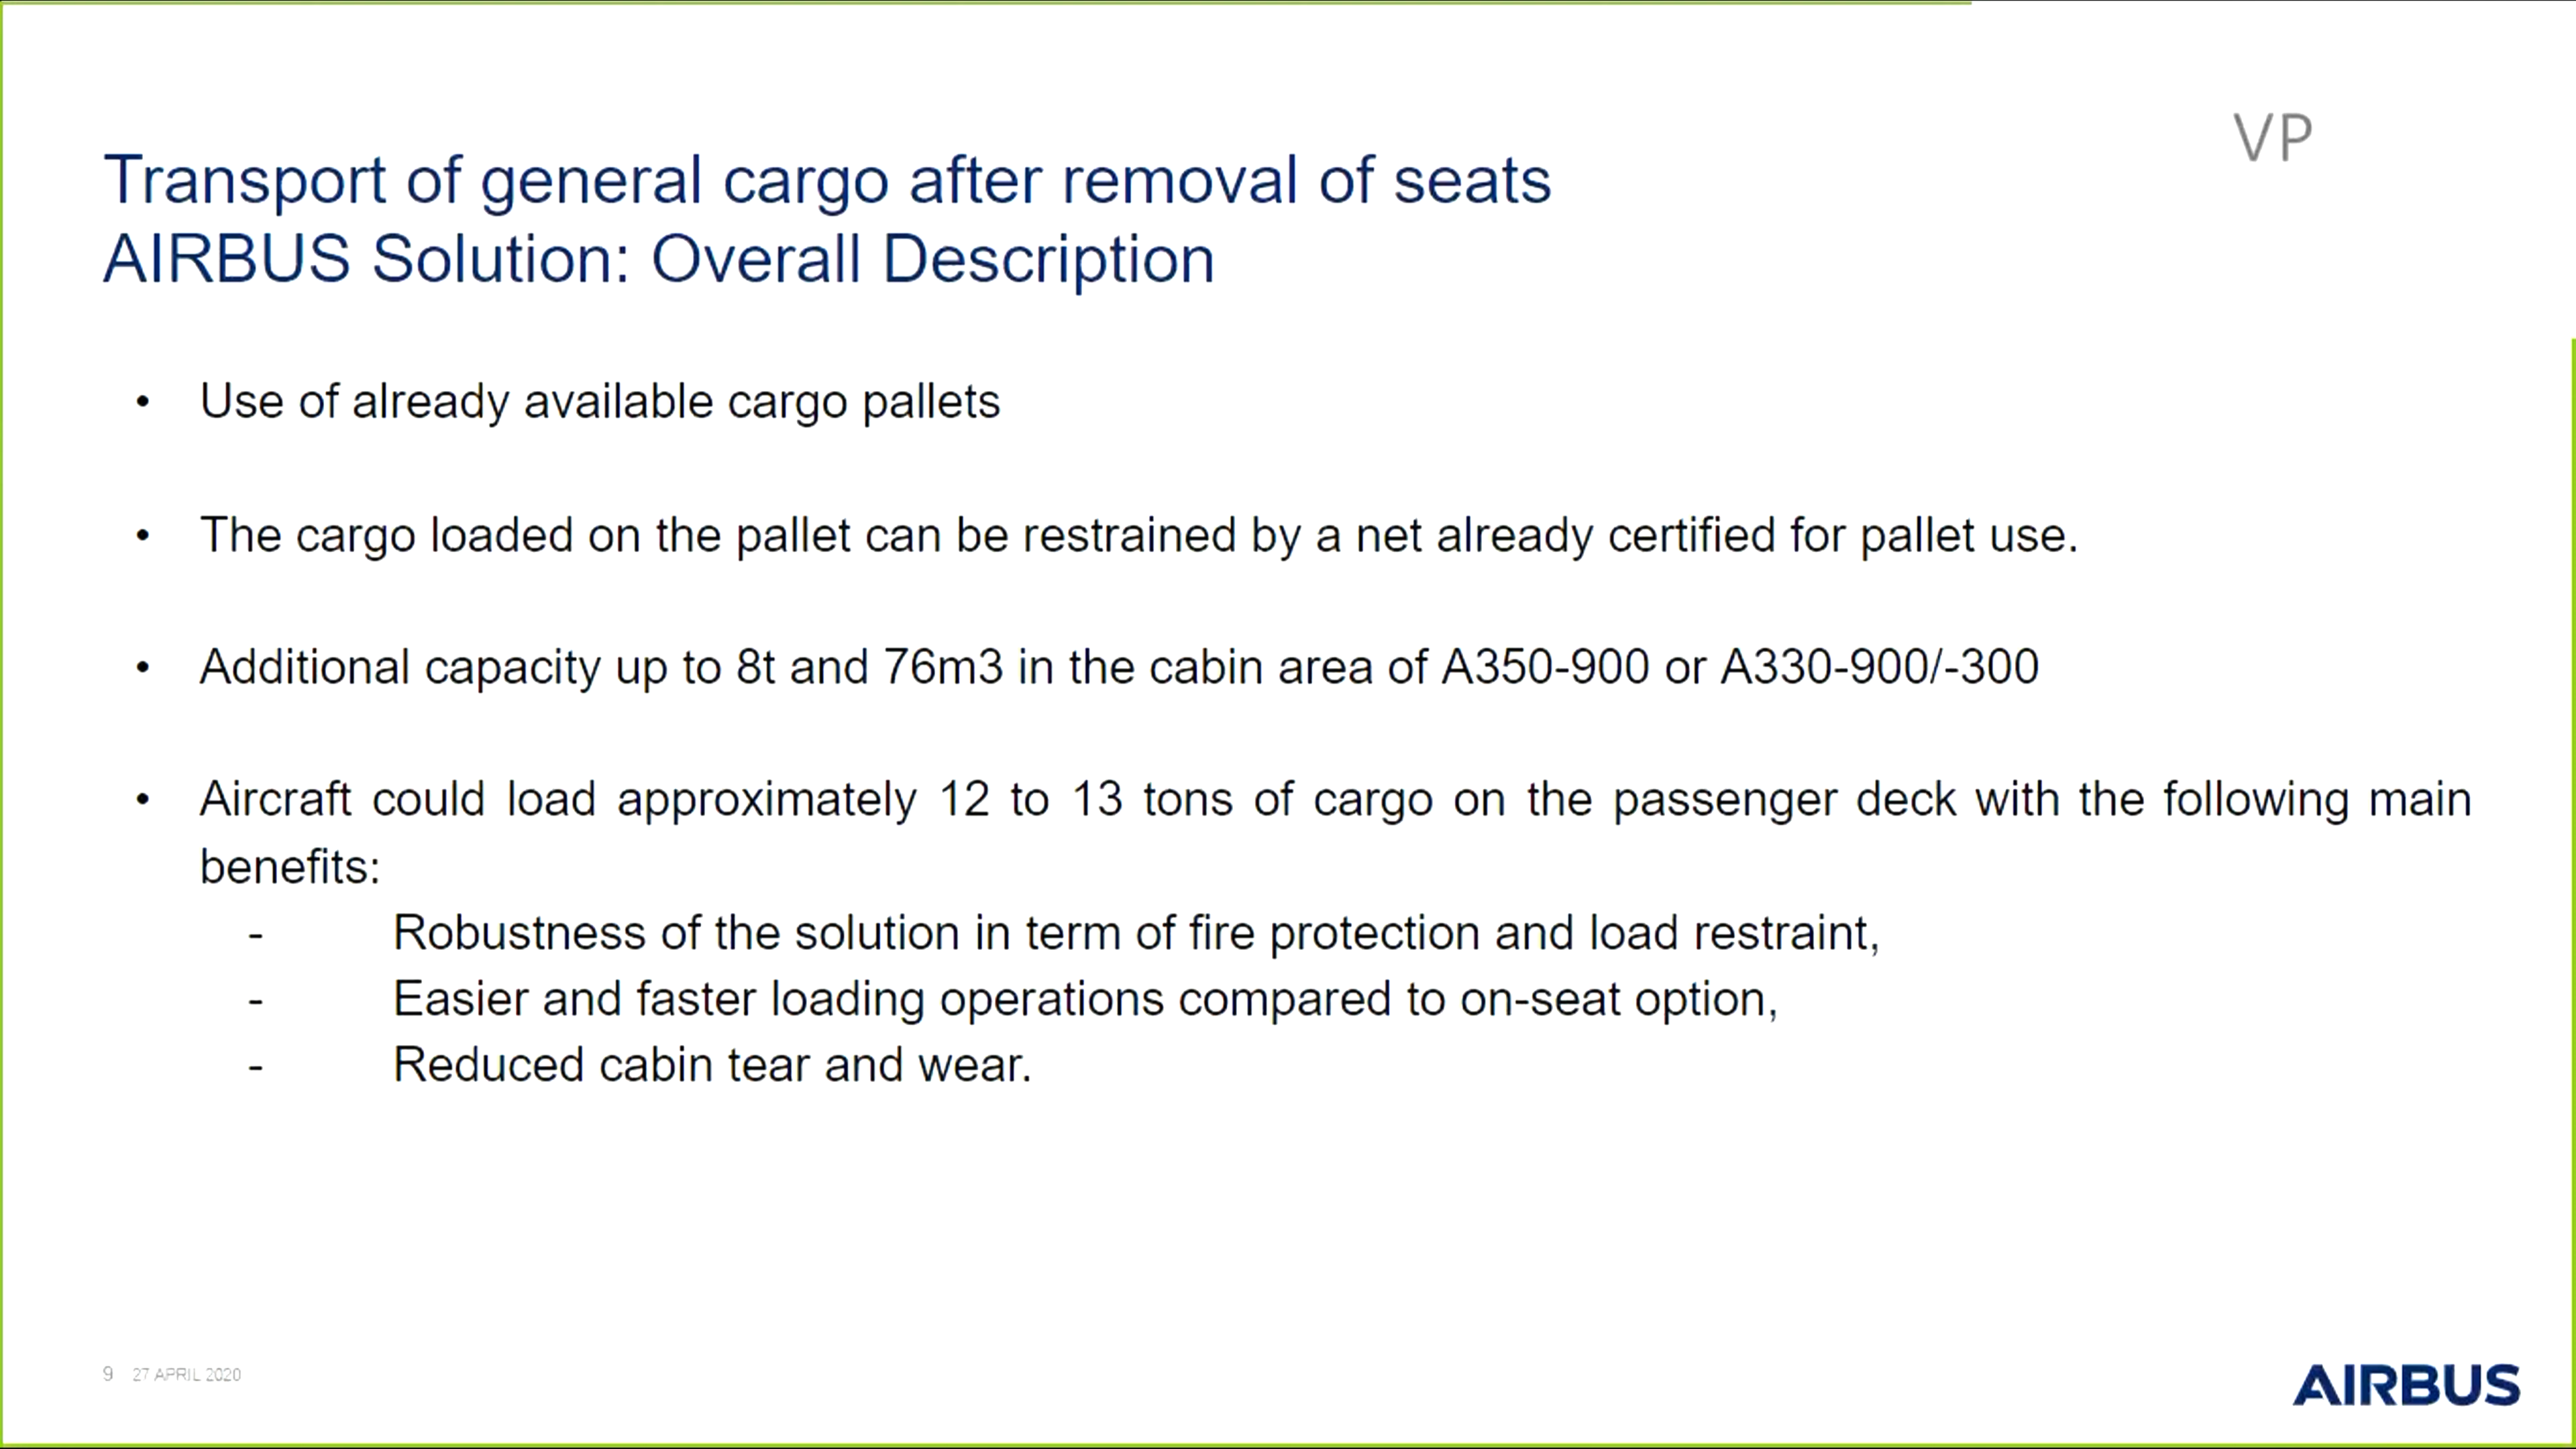 VP
Transport of general cargo after removal of seats
AIRBUS Solution: Overall Description
• Use of already available cargo pallets
• The cargo loaded on the pallet can be restrained by a net already certified for pallet use.
• Additional capacity up to 8t and 76m3 in the cabin area of A350-900 or A330-900/-300
• Aircraft could load approximately 12 to 13 tons of cargo on the passenger deck with the following main
benefits:
- Robustness of the solution in term of fire protection and load restraint,
- Easier and faster loading operations compared to on-seat option,
- Reduced cabin tear and wear.
9 27 APRIL 2020
AIRBUS